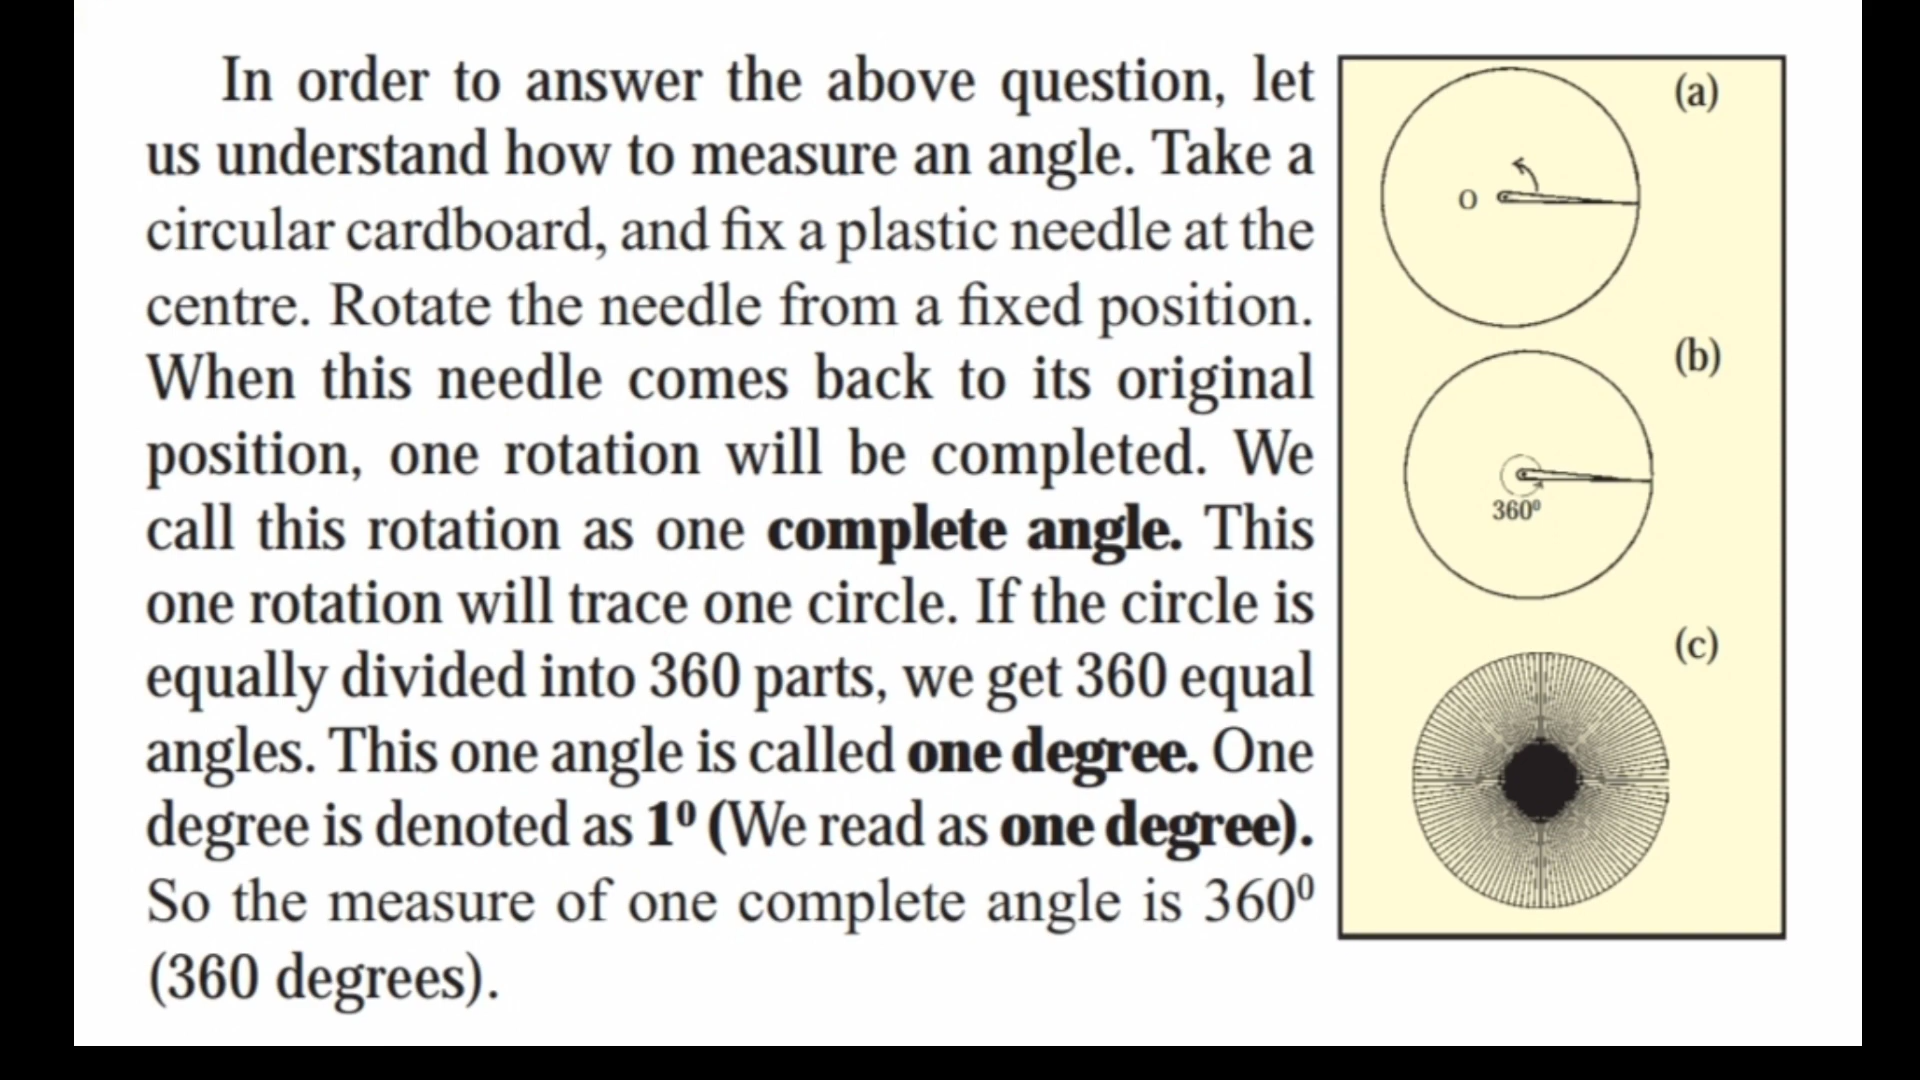 In order to answer the above question, let
us understand how to measure an angle. Take a
circular cardboard, and fix a plastic needle at the
centre. Rotate the needle from a fixed position.
When this needle comes back to its original
position, one rotation will be completed. We
call this rotation as one complete angle. This
one rotation will trace one circle. If the circle is
equally divided into 360 parts, we get 360 equal
angles. This one angle is called one degree. One
degree is denoted as 1⁰ (We read as one degree).
So the measure of one complete angle is 360⁰
(360 degrees).
(a)
O
(b)
360⁰
(c)